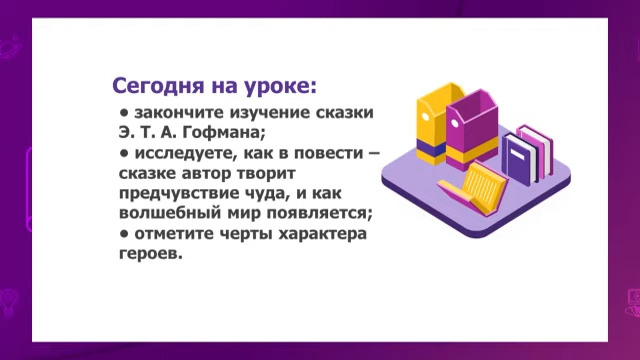 Сегодня на уроке:
● закончите изучение сказки
Э. Т. А. Гофмана;
● исследуете, как в повести –
сказке автор творит
предчувствие чуда, и как
волшебный мир появляется;
● отметите черты характера
героев.